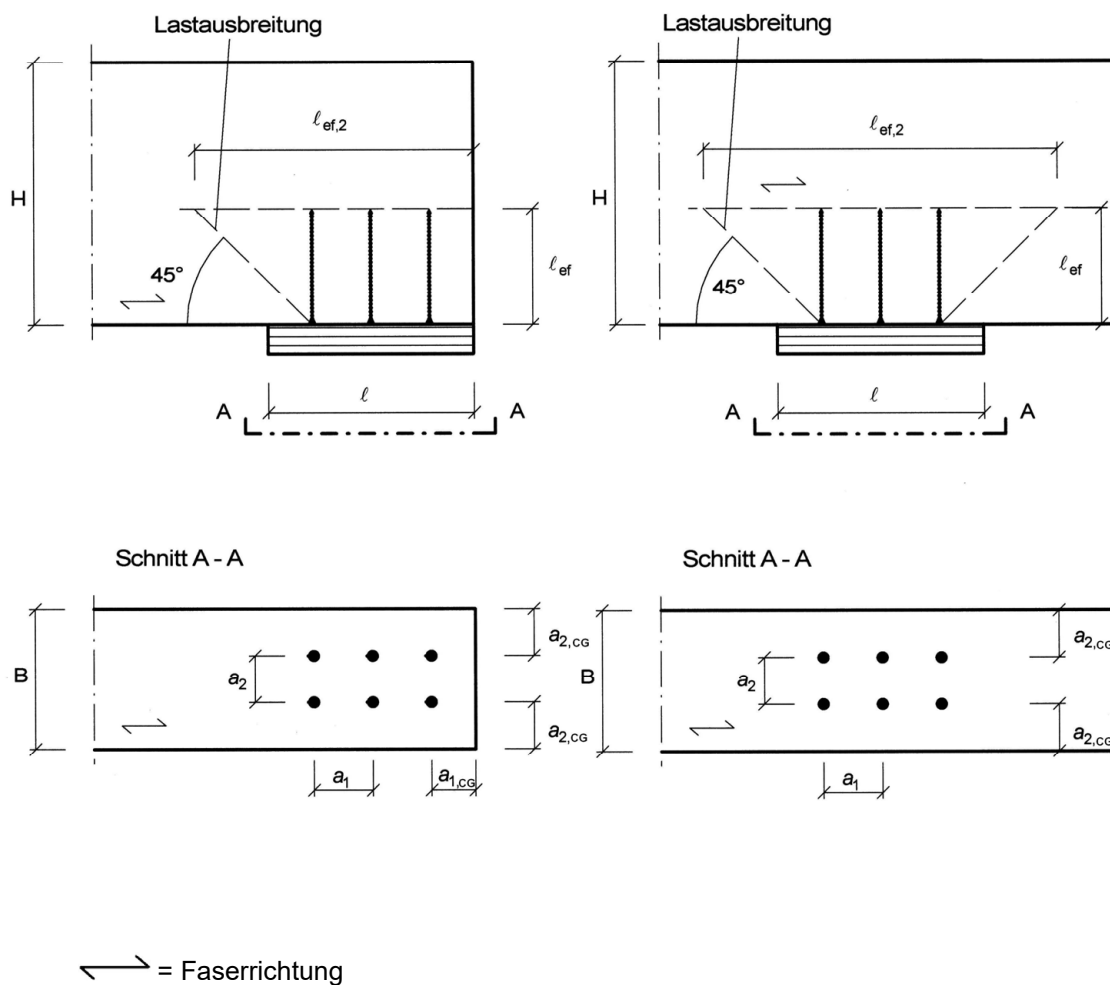 Lastausbreitung
ℓef,2
H
45°
ℓef
A ℓ A
Lastausbreitung
ℓef,2
H
45°
ℓef
A ℓ A
Schnitt A - A
B
a2
a2,CG
a2,CG
a1
a1,CG
Schnitt A - A
B
a2
a2,CG
a2,CG
a1
= Faserrichtung